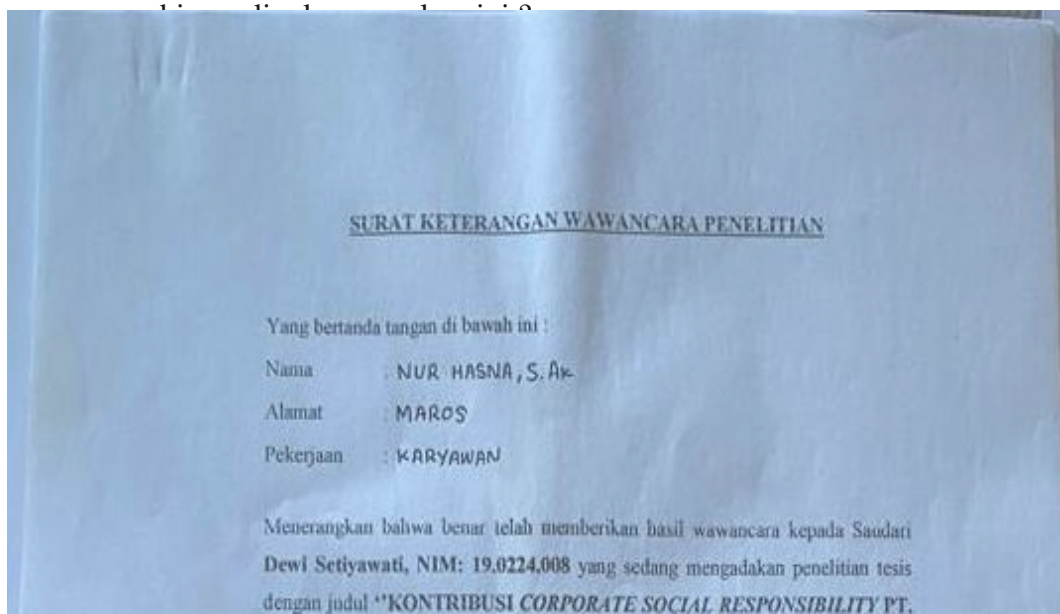 SURAT KETERANGAN WAWANCARA PENELITIAN
Yang bertanda tangan di bawah ini :
Nama : NUR HASNA, S.Ak
Alamat : MAROS
Pekerjaan : KARYAWAN
Menerangkan bahwa benar telah memberikan hasil wawancara kepada Saudari
Dewi Setiyawati, NIM: 19.0224.008 yang sedang mengadakan penelitian tesis
dengan judul "KONTRIBUSI CORPORATE SOCIAL RESPONSIBILITY PT.